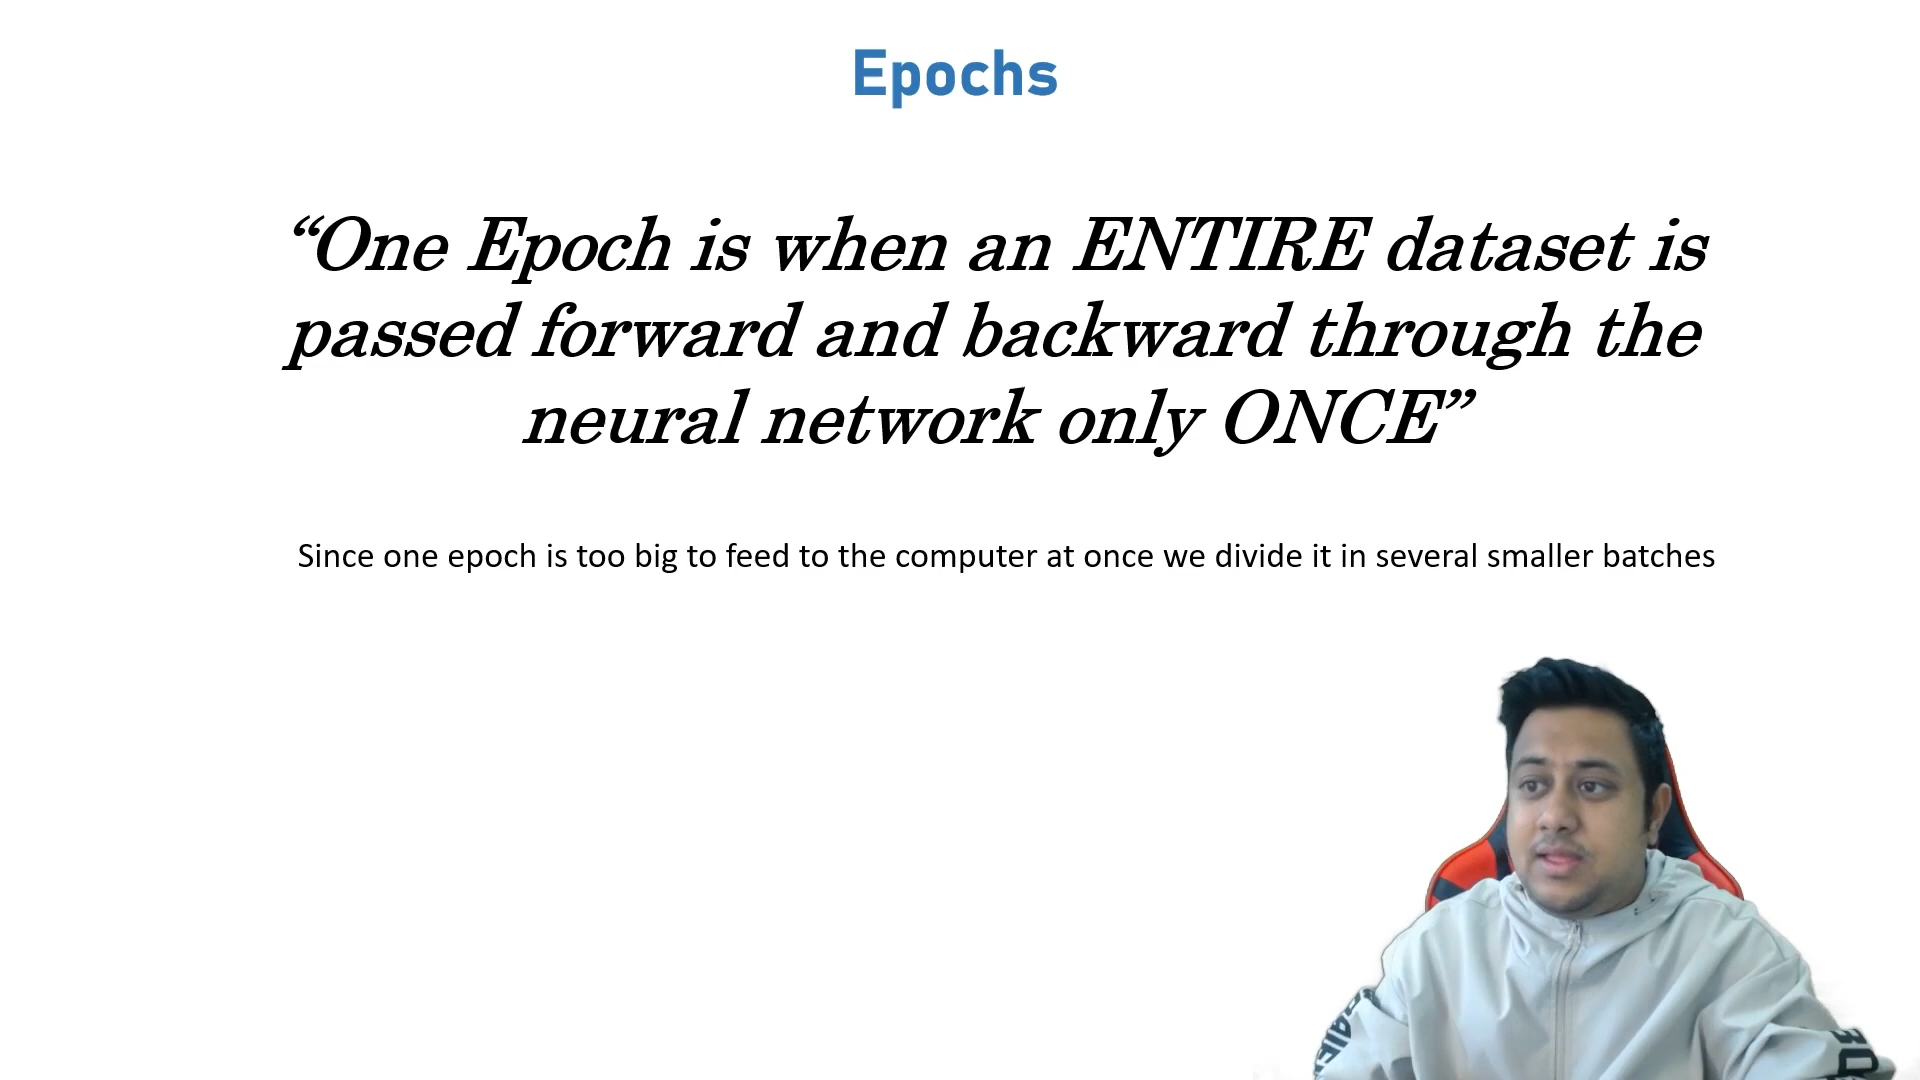 Epochs
“One Epoch is when an ENTIRE dataset is
passed forward and backward through the
neural network only ONCE”
Since one epoch is too big to feed to the computer at once we divide it in several smaller batches